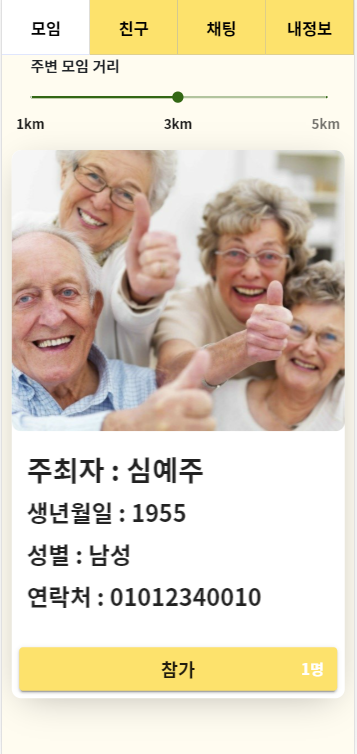 모임 친구 채팅 내정보
주변 모임 거리
1km 3km 5km
주최자 : 심예주
생년월일 : 1955
성별 : 남성
연락처 : 01012340010
참가 1명